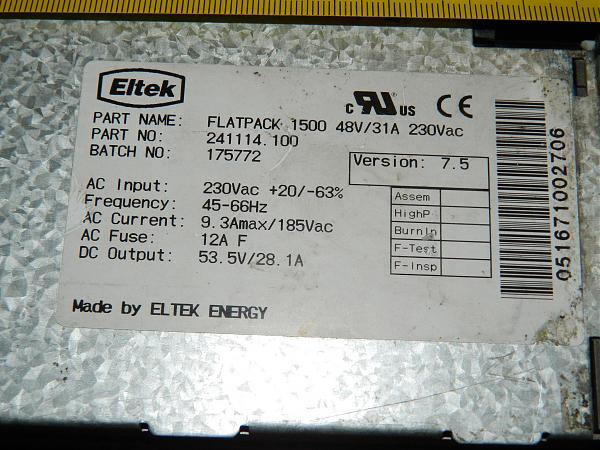 Eltek
c RU US CE
PART NAME: FLATPACK 1500 48V/31A 230Vac
PART NO: 241114.100
BATCH NO: 175772
Version: 7.5
AC Input: 230Vac +20/-63%
Frequency: 45-66Hz
AC Current: 9.3Amax/185Vac
AC Fuse: 12A F
DC Output: 53.5V/28.1A
Assem
HighP
BurnIn
F-Test
F-Insp
Made by ELTEK ENERGY
051671002706